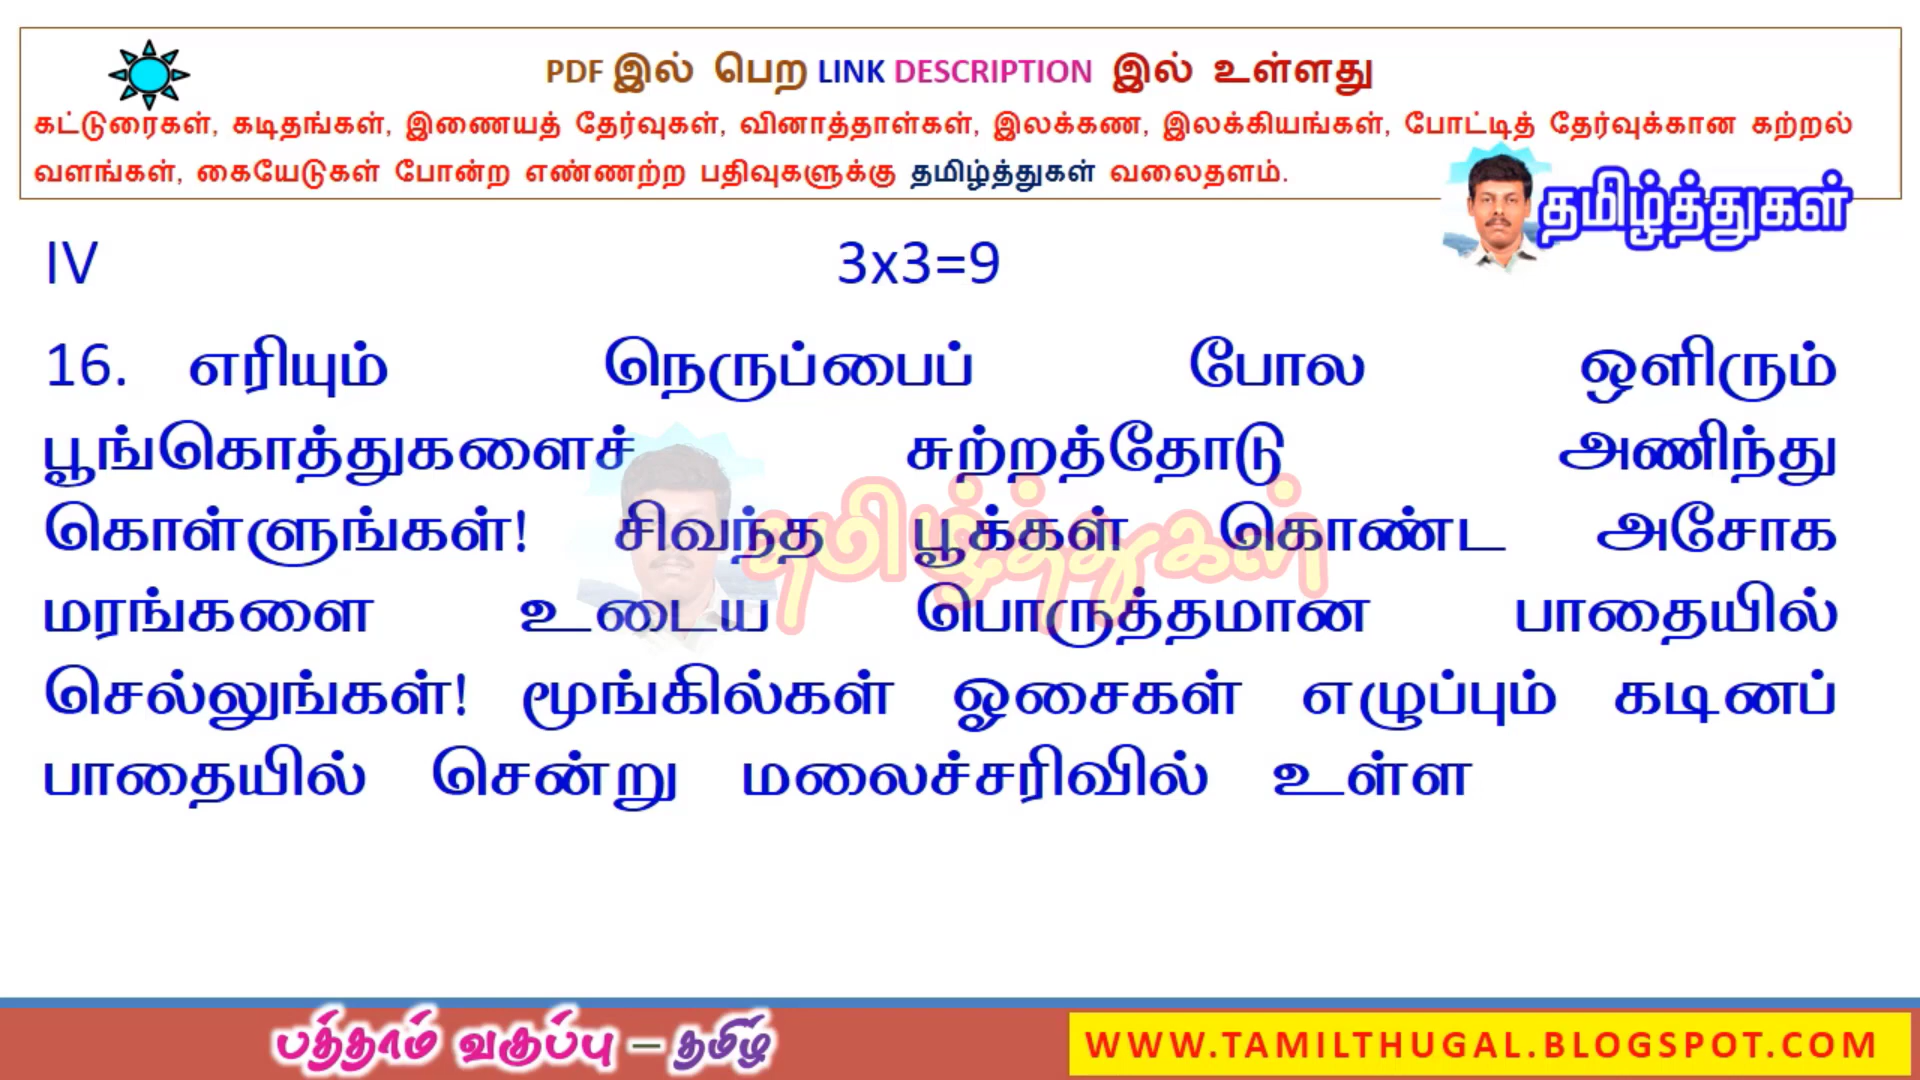 PDF இல் பெற LINK DESCRIPTION இல் உள்ளது
கட்டுரைகள், கடிதங்கள், இணையத் தேர்வுகள், வினாத்தாள்கள், இலக்கண, இலக்கியங்கள், போட்டித் தேர்வுக்கான கற்றல்
வளங்கள், கையேடுகள் போன்ற எண்ணற்ற பதிவுகளுக்கு தமிழ்த்துகள் வலைதளம்.
தமிழ்த்துகள்
IV 3x3=9
16. எரியும் நெருப்பைப் போல ஒளிரும்
பூங்கொத்துகளைச் சுற்றத்தோடு அணிந்து
கொள்ளுங்கள்! சிவந்த பூக்கள் கொண்ட அசோக
தமிழ்த்துகள்
மரங்களை உடைய பொருத்தமான பாதையில்
செல்லுங்கள்! மூங்கில்கள் ஓசைகள் எழுப்பும் கடினப்
பாதையில் சென்று மலைச்சரிவில் உள்ள
பத்தாம் வகுப்பு – தமிழ்
WWW.TAMILTHUGAL.BLOGSPOT.COM